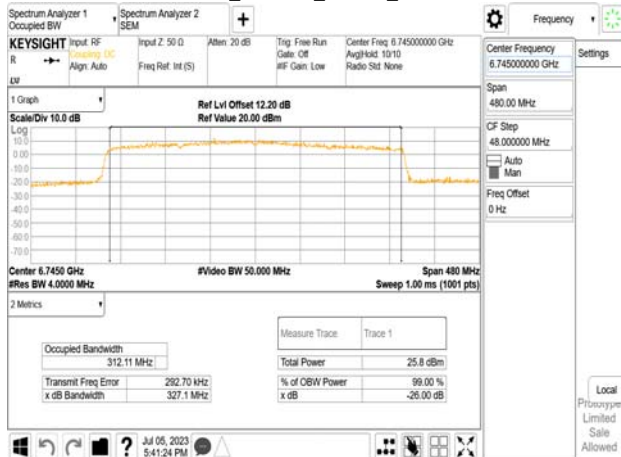 Spectrum Analyzer 1
Occupied BW
Spectrum Analyzer 2
SEM
+
Frequency
KEYSIGHT
R
Input: RF
Coupling: DC
Align: Auto
Input Z: 50 Ω
Freq Ref: Int (S)
Atten: 20 dB
Trig: Free Run
Gate: Off
#IF Gain: Low
Center Freq: 6.745000000 GHz
Avg|Hold: 10/10
Radio Std: None
LVI
Center Frequency
6.745000000 GHz
Settings
Span
480.00 MHz
CF Step
48.000000 MHz
Auto
Man
Freq Offset
0 Hz
1 Graph
Scale/Div 10.0 dB
Ref Lvl Offset 12.20 dB
Ref Value 20.00 dBm
Log
10.0
0.00
-10.0
-20.0
-30.0
-40.0
-50.0
-60.0
-70.0
Center 6.7450 GHz
#Res BW 4.0000 MHz
#Video BW 50.000 MHz
Span 480 MHz
Sweep 1.00 ms (1001 pts)
2 Metrics
Measure Trace Trace 1
Occupied Bandwidth
312.11 MHz
Total Power 25.8 dBm
Transmit Freq Error 292.70 kHz
% of OBW Power 99.00 %
x dB Bandwidth 327.1 MHz
x dB -26.00 dB
Local
Prototype
Limited
Sale
Allowed
?
Jul 05, 2023
5:41:24 PM